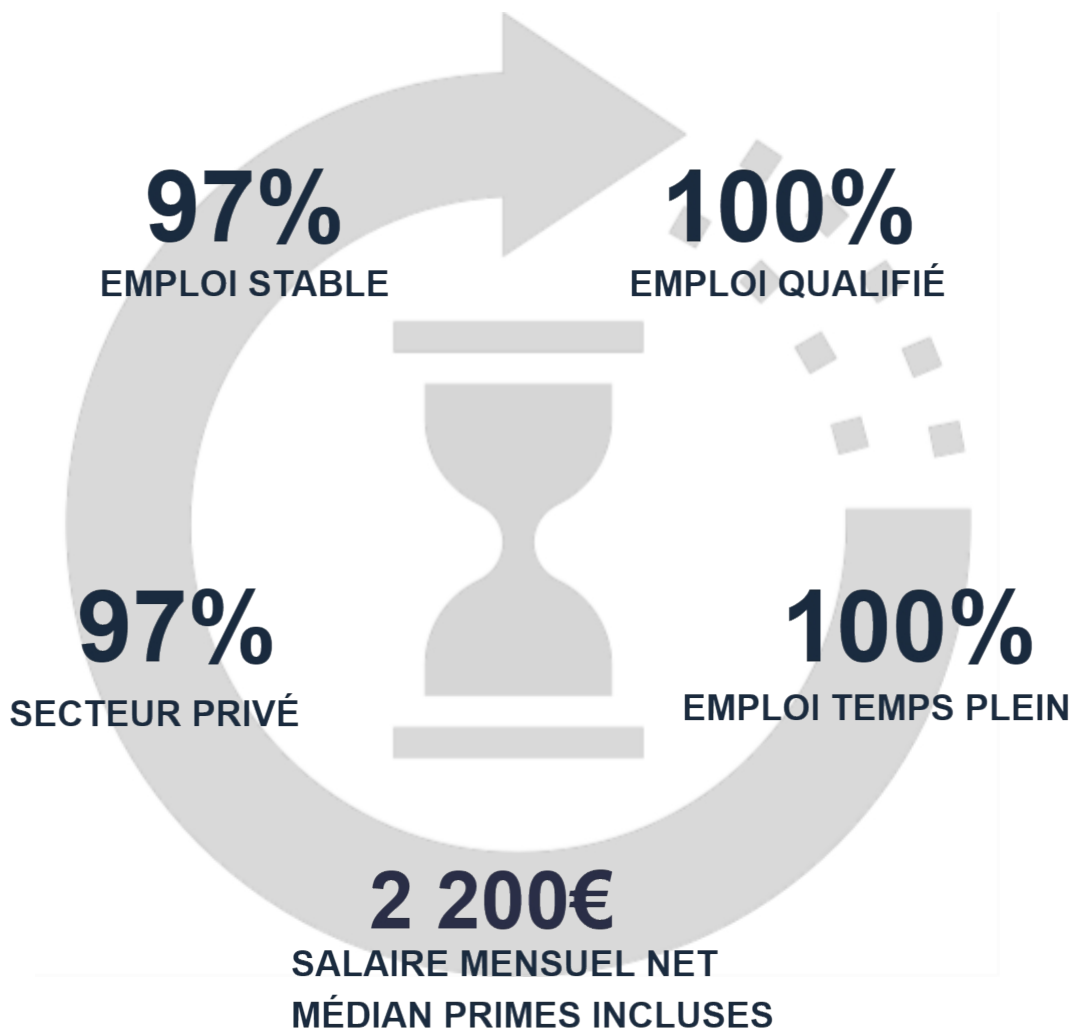 97%
EMPLOI STABLE
100%
EMPLOI QUALIFIÉ
97%
SECTEUR PRIVÉ
100%
EMPLOI TEMPS PLEIN
2 200€
SALAIRE MENSUEL NET
MÉDIAN PRIMES INCLUSES